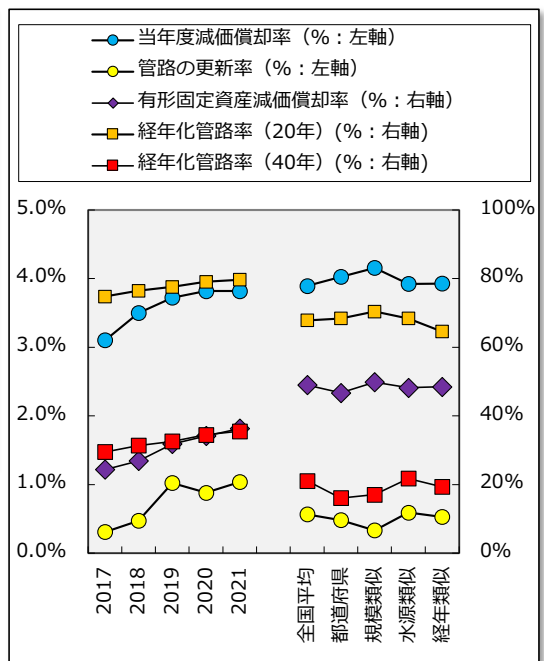 当年度減価償却率（%：左軸）
管路の更新率（%：左軸）
有形固定資産減価償却率（%：右軸）
経年化管路率（20年）(%：右軸)
経年化管路率（40年）(%：右軸)
5.0%
100%
4.0%
80%
3.0%
60%
2.0%
40%
1.0%
20%
0.0%
0%
2017
2018
2019
2020
2021
全国平均
都道府県
規模類似
水源類似
経年類似